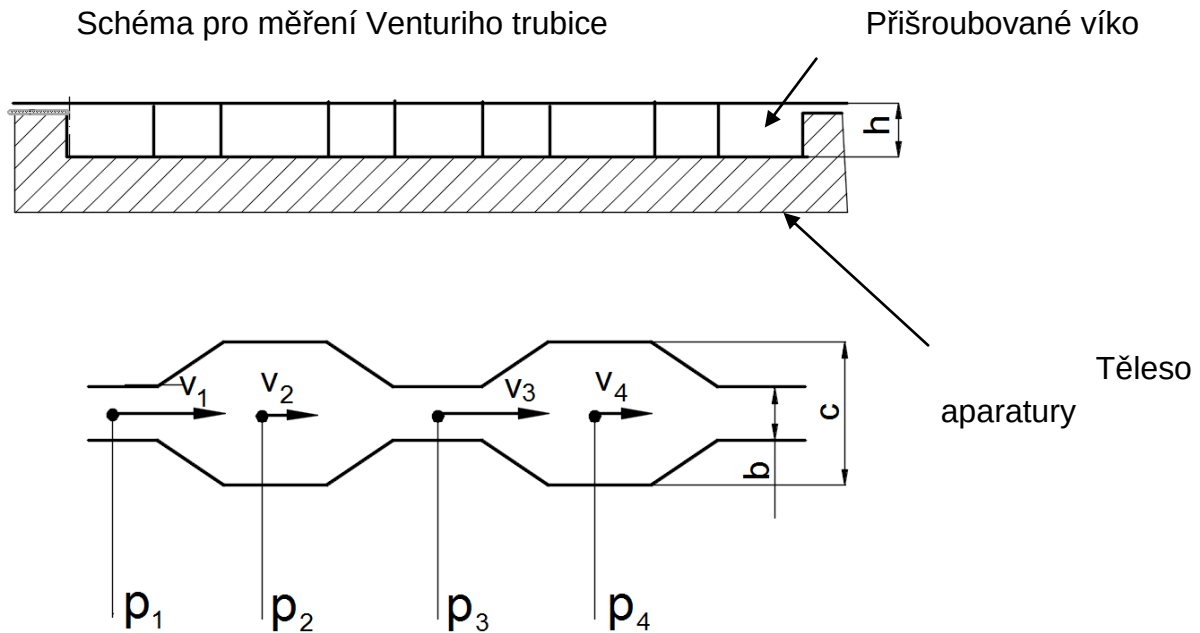 Schéma pro měření Venturiho trubice
Přišroubované víko
h
Těleso
aparatury
v1
v2
v3
v4
c
b
p1
p2
p3
p4